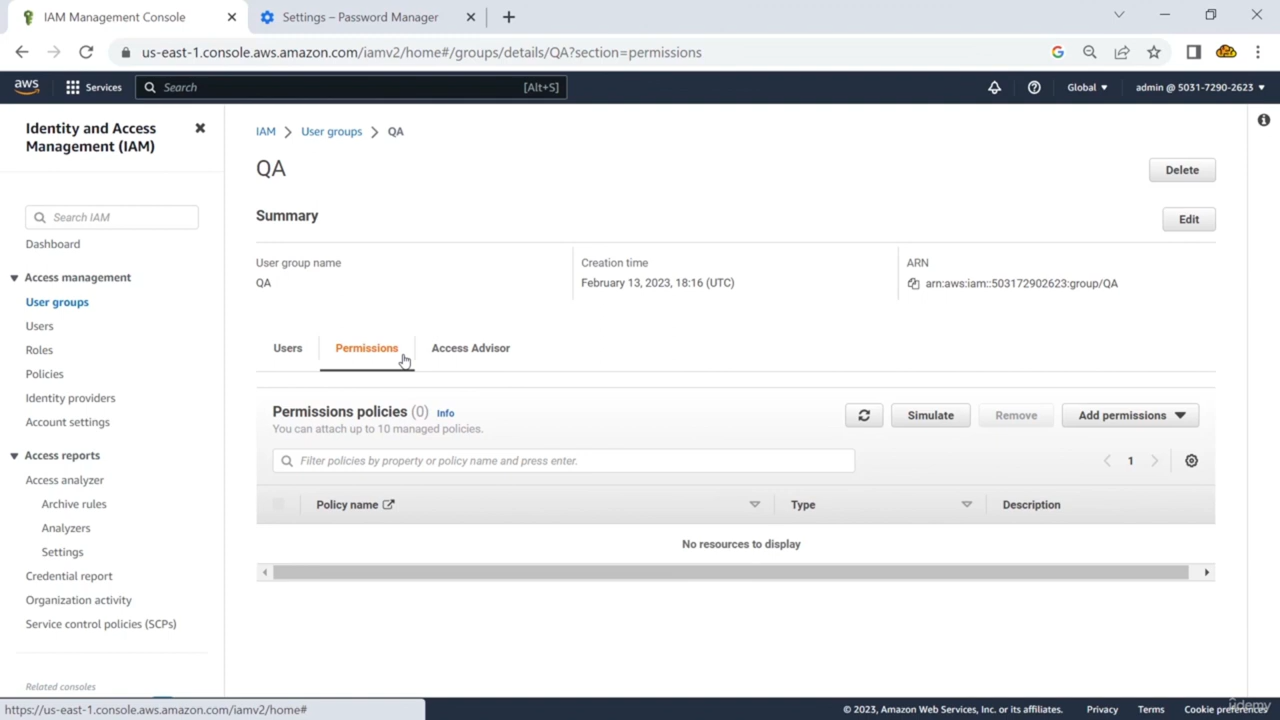 IAM Management Console
Settings – Password Manager
us-east-1.console.aws.amazon.com/iamv2/home#/groups/details/QA?section=permissions
aws
Services
Search
[Alt+S]
Global
admin @ 5031-7290-2623
Identity and Access
Management (IAM)
Search IAM
Dashboard
Access management
User groups
Users
Roles
Policies
Identity providers
Account settings
Access reports
Access analyzer
Archive rules
Analyzers
Settings
Credential report
Organization activity
Service control policies (SCPs)
Related consoles
IAM
User groups
QA
QA
Delete
Summary
Edit
User group name
QA
Creation time
February 13, 2023, 18:16 (UTC)
ARN
arn:aws:iam::503172902623:group/QA
Users
Permissions
Access Advisor
Permissions policies (0)
Info
You can attach up to 10 managed policies.
Simulate
Remove
Add permissions
Filter policies by property or policy name and press enter.
1
Policy name
Type
Description
No resources to display
https://us-east-1.console.aws.amazon.com/iamv2/home#
© 2023, Amazon Web Services, Inc. or its affiliates.
Privacy
Terms
Cookie preferences
udemy